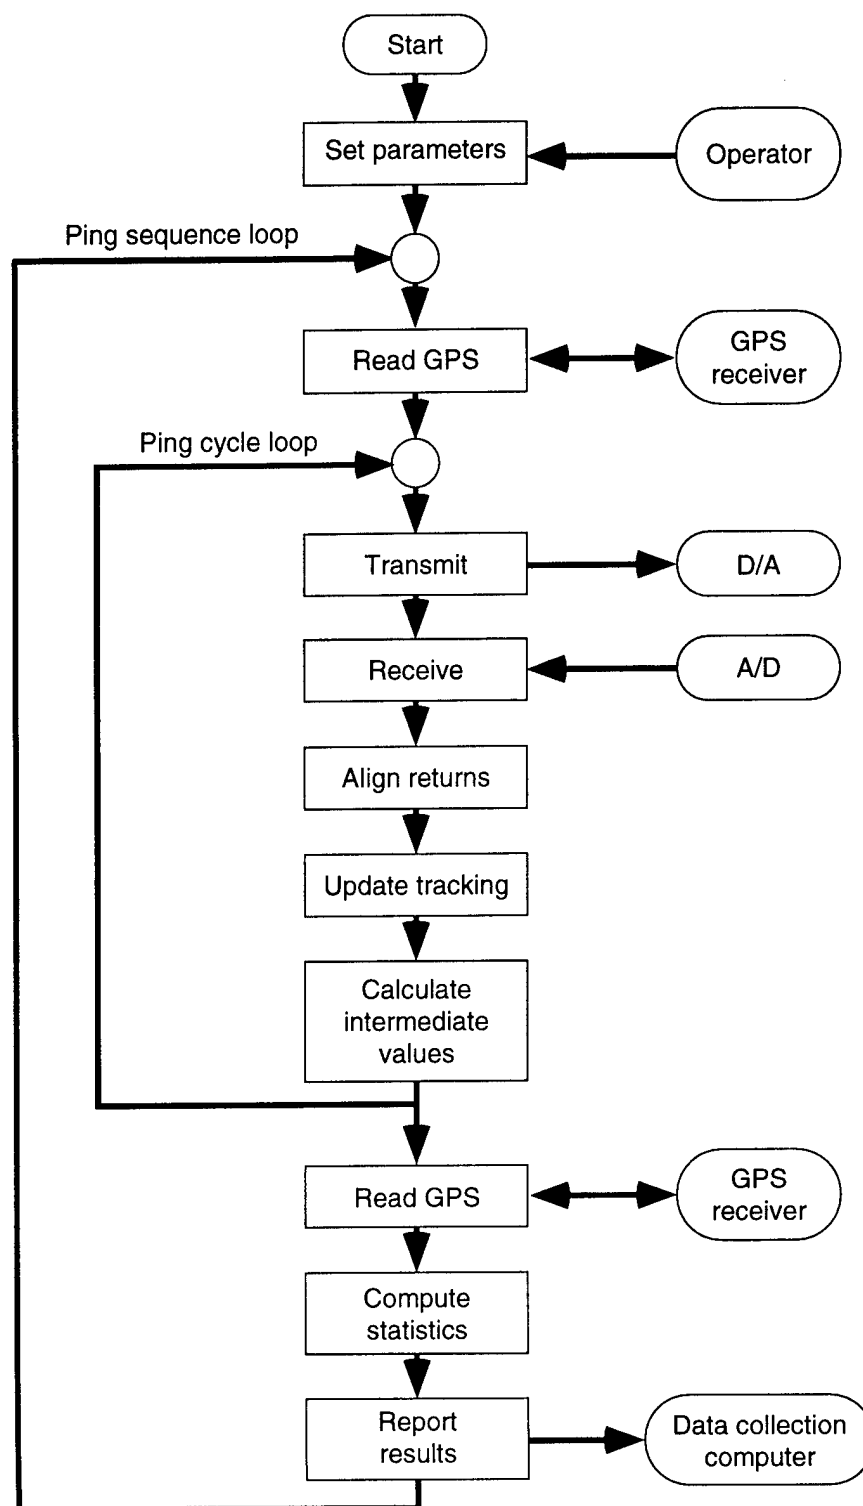 Start
Set parameters
Operator
Ping sequence loop
Read GPS
GPS
receiver
Ping cycle loop
Transmit
D/A
Receive
A/D
Align returns
Update tracking
Calculate
intermediate
values
Read GPS
GPS
receiver
Compute
statistics
Report
results
Data collection
computer